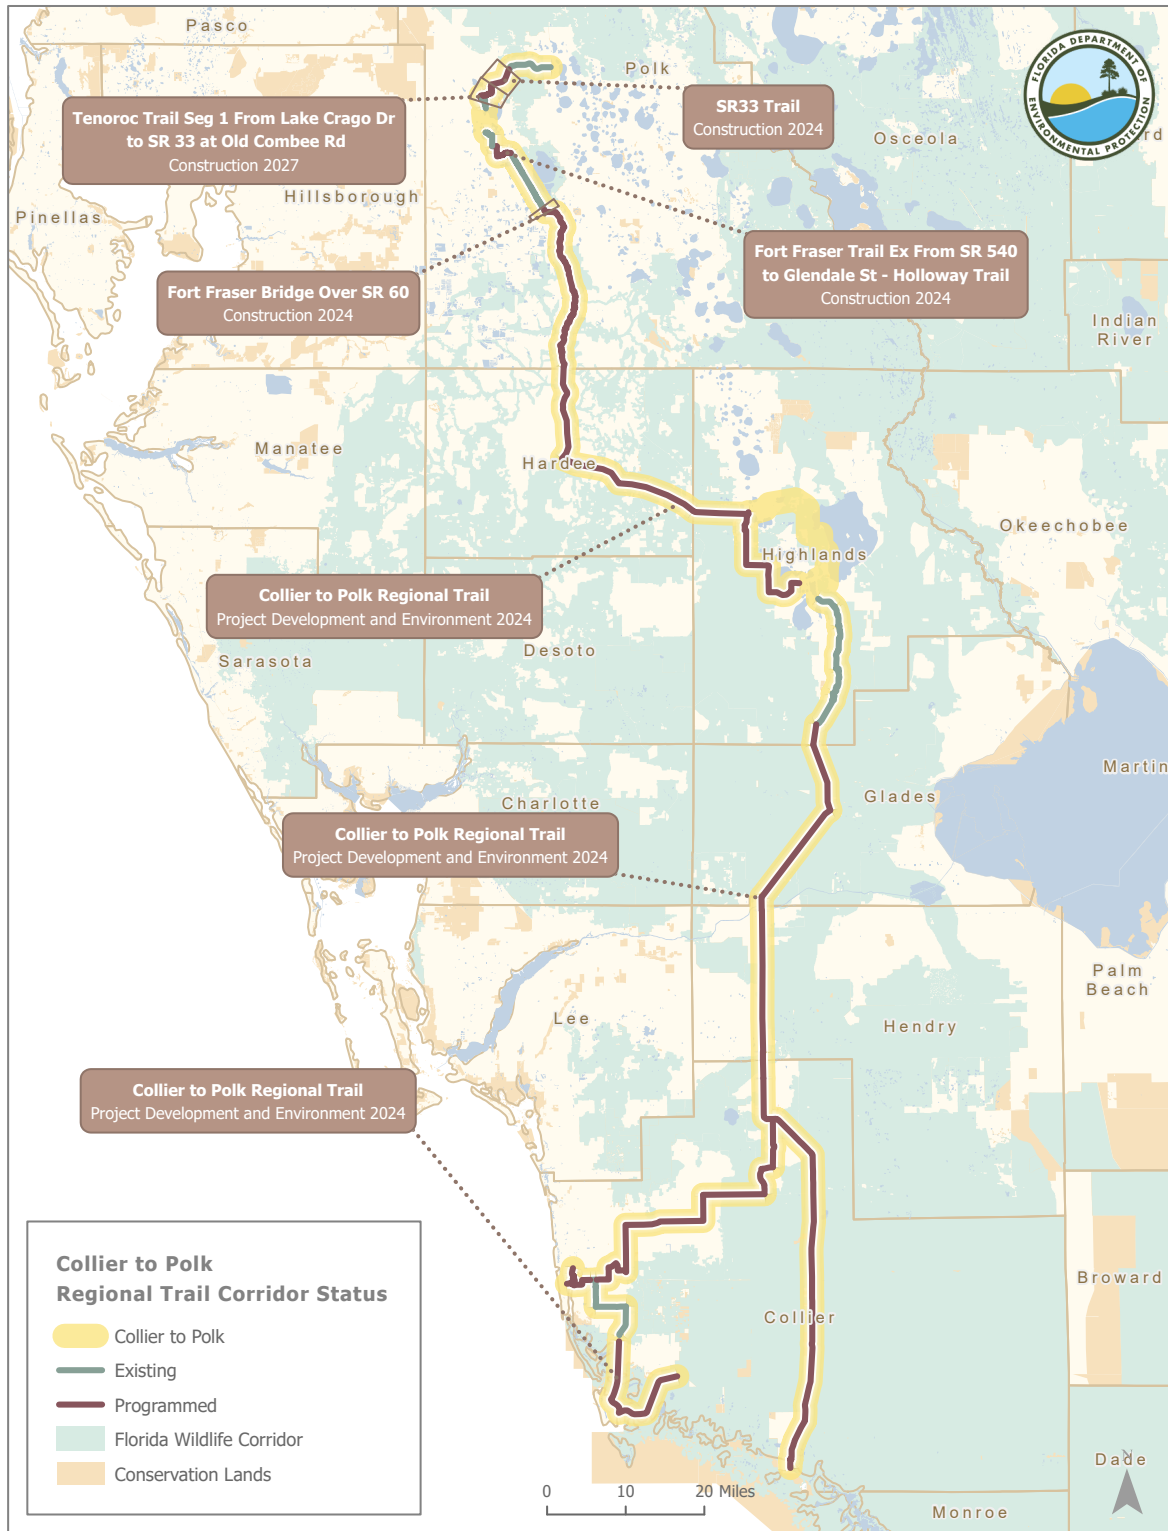 Pasco
Polk
FLORIDA DEPARTMENT OF
ENVIRONMENTAL PROTECTION
Tenoroc Trail Seg 1 From Lake Crago Dr
to SR 33 at Old Combee Rd
Construction 2027
SR33 Trail
Construction 2024
Osceola
Hillsborough
Pinellas
Fort Fraser Trail Ex From SR 540
to Glendale St - Holloway Trail
Construction 2024
Fort Fraser Bridge Over SR 60
Construction 2024
Indian
River
Manatee
Hardee
Okeechobee
Highlands
Collier to Polk Regional Trail
Project Development and Environment 2024
Desoto
Sarasota
Martin
Glades
Charlotte
Collier to Polk Regional Trail
Project Development and Environment 2024
Palm
Beach
Lee
Hendry
Collier to Polk Regional Trail
Project Development and Environment 2024
Collier to Polk
Regional Trail Corridor Status
Collier to Polk
Existing
Programmed
Florida Wildlife Corridor
Conservation Lands
Broward
Collier
Dade
N
0 10 20 Miles
Monroe